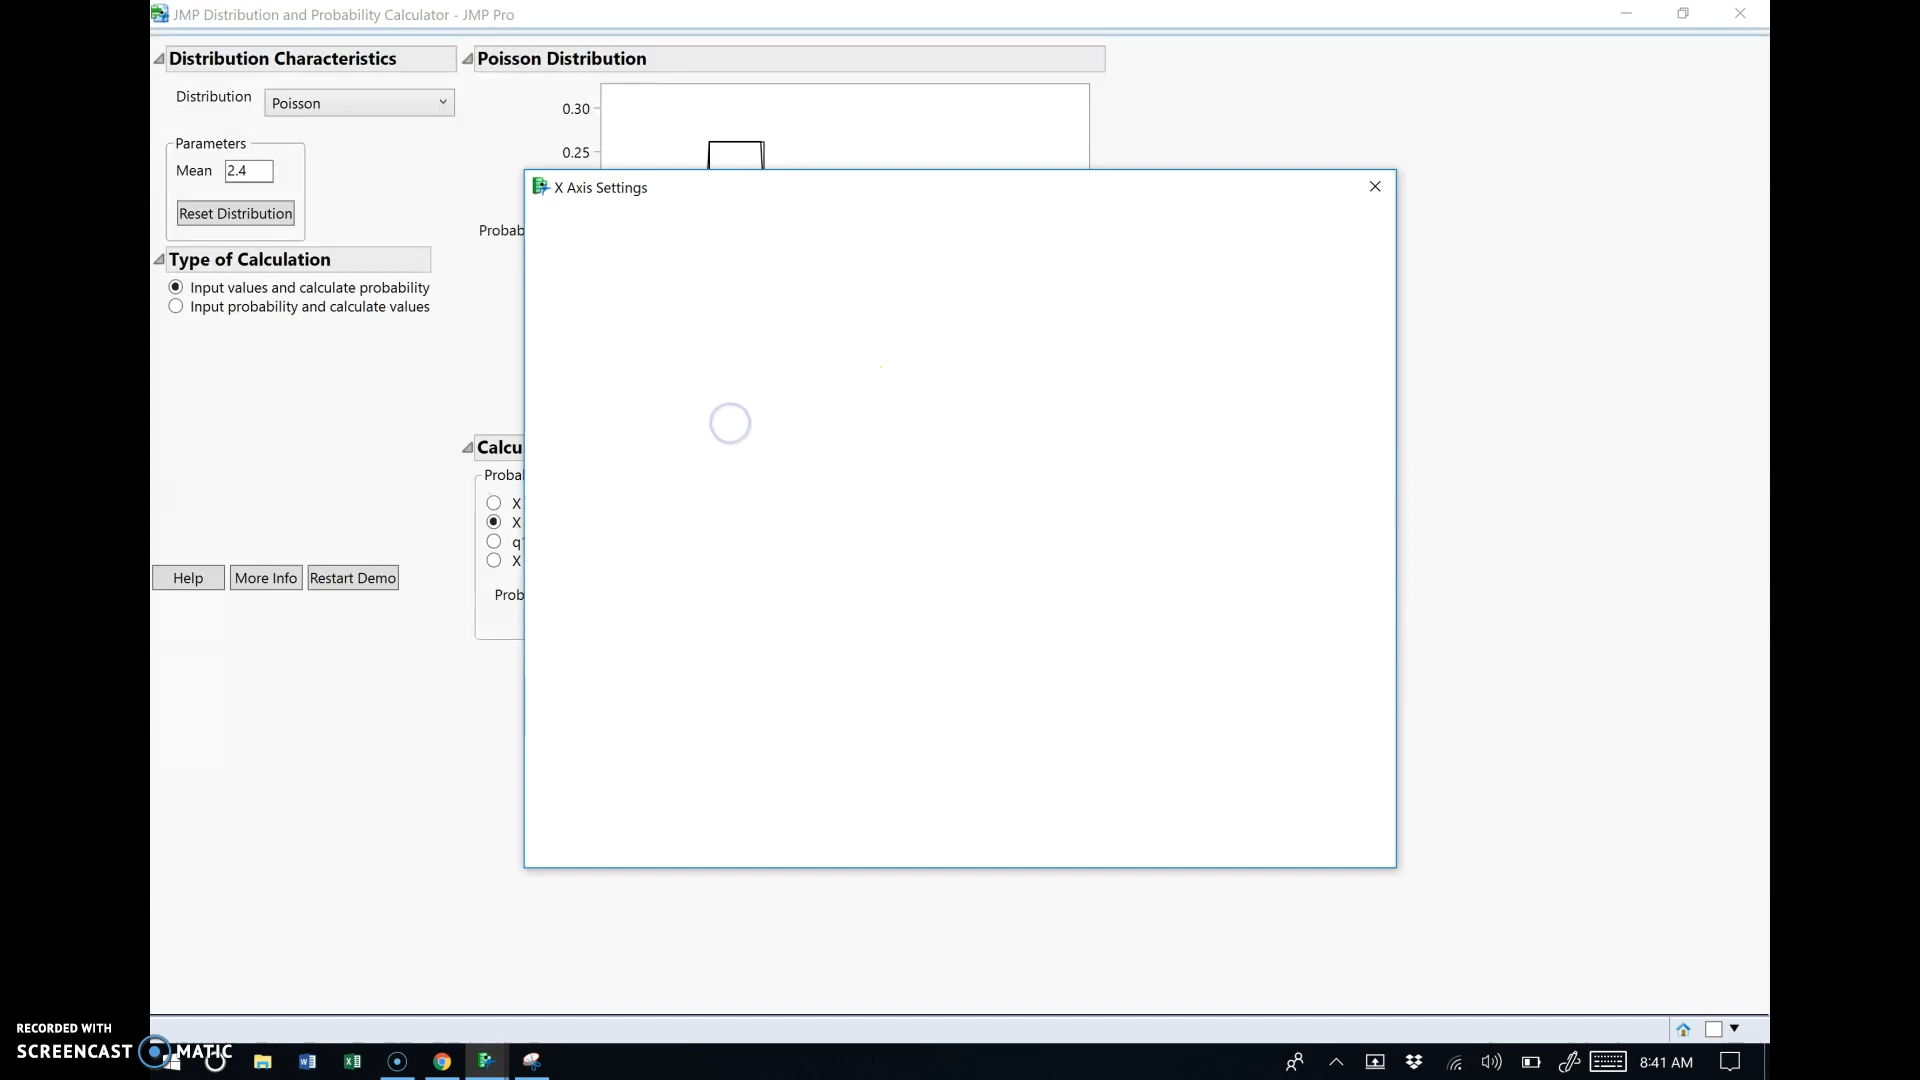 JMP Distribution and Probability Calculator - JMP Pro
Distribution Characteristics
Poisson Distribution
Distribution
Poisson
0.30
Parameters
0.25
Mean
2.4
X Axis Settings
Reset Distribution
Probab
Type of Calculation
Input values and calculate probability
Input probability and calculate values
Calcu
Probal
X
X
q
X
Help
More Info
Restart Demo
Prob
RECORDED WITH
SCREENCAST MATIC
8:41 AM